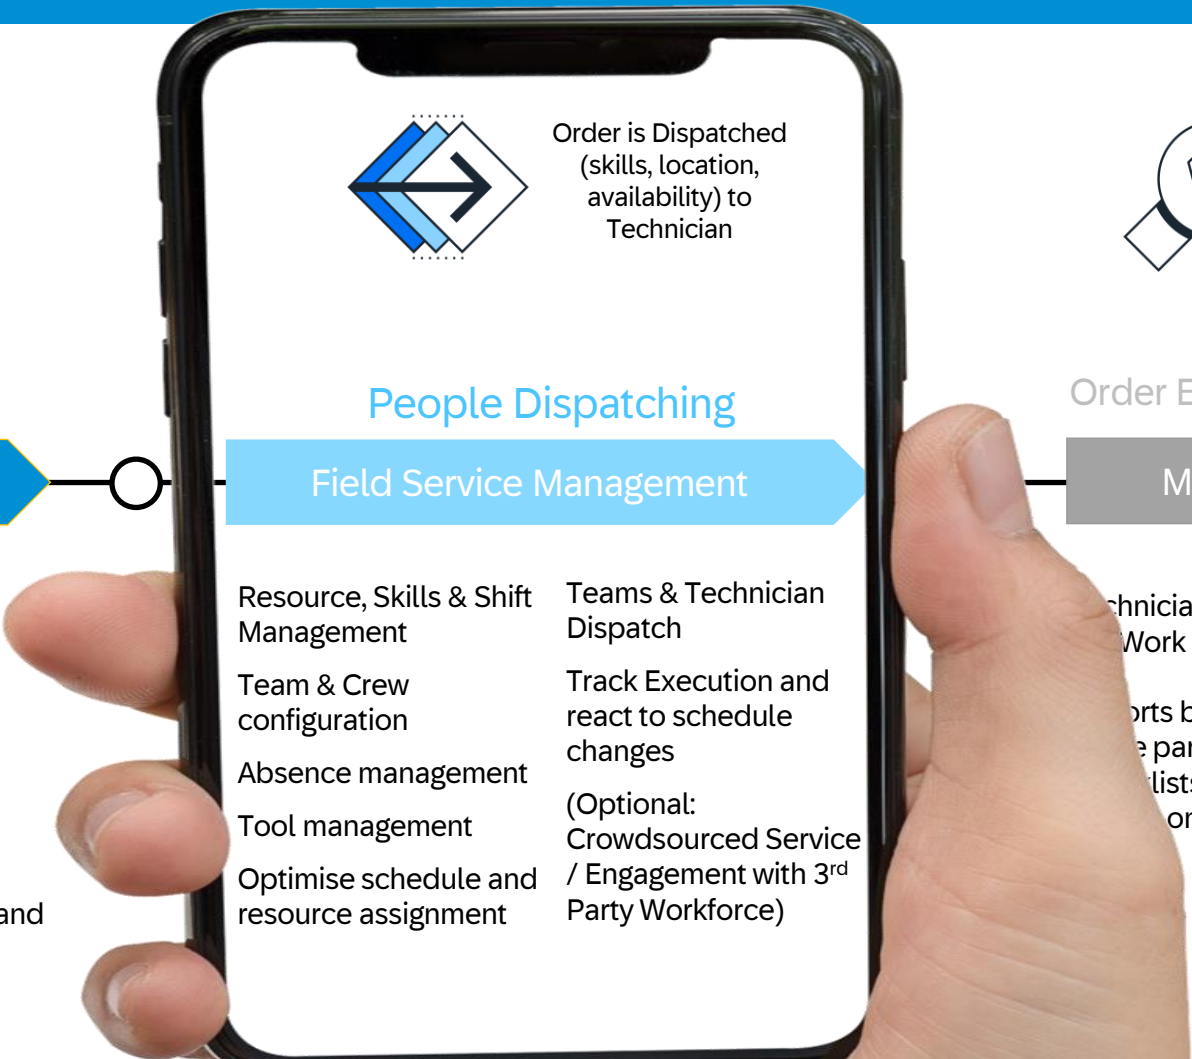 Order is Dispatched
(skills, location,
availability) to
Technician
People Dispatching
Field Service Management
Resource, Skills & Shift
Management
Team & Crew
configuration
Absence management
Tool management
Optimise schedule and
resource assignment
Teams & Technician
Dispatch
Track Execution and
react to schedule
changes
(Optional:
Crowdsourced Service
/ Engagement with 3rd
Party Workforce)
and
Order E
M
Work